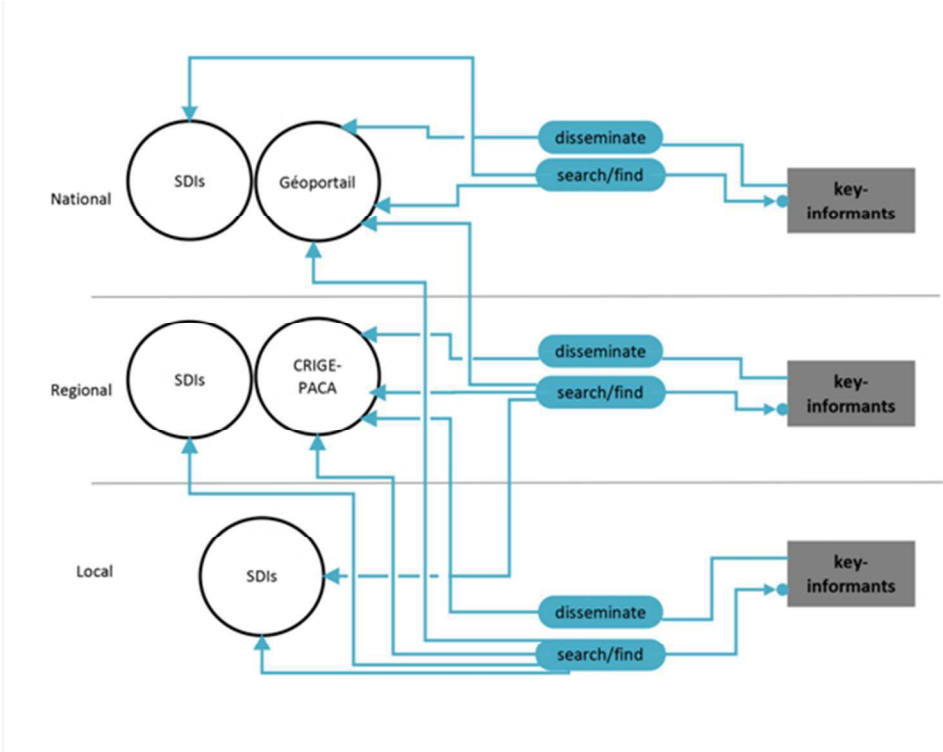 disseminate
SDIs
Géoportail
search/find
National
key-
informants
disseminate
SDIs
CRIGE-
PACA
search/find
Regional
key-
informants
Local
SDIs
key-
informants
disseminate
search/find